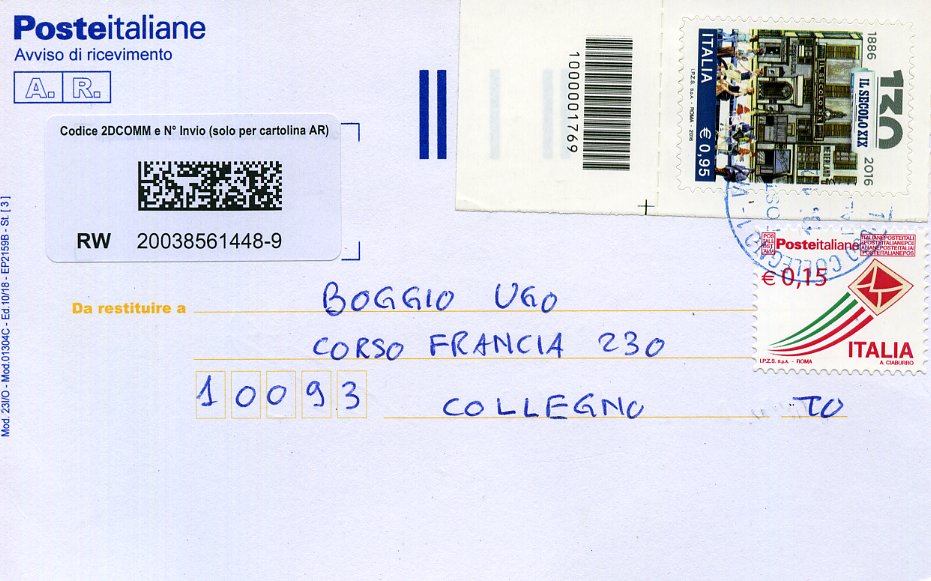 Posteitaliane
Avviso di ricevimento
A. R.
Codice 2DCOMM e N° Invio (solo per cartolina AR)
RW 20038561448-9
1000001769
ITALIA
I.P.Z.S. S.p.A. - ROMA - 2016
€ 0,95
1886
130
IL SECOLO XIX
2016
Posteitaliane
€ 0,15
ITALIA
I.P.Z.S. S.p.A. - ROMA
A. CIABURRO
Da restituire a BOGGIO UGO
CORSO FRANCIA 230
10093 COLLEGNO TO
Mod. 23I/O - Mod.01304C - Ed.10/18 - EP2159B - St. [3]